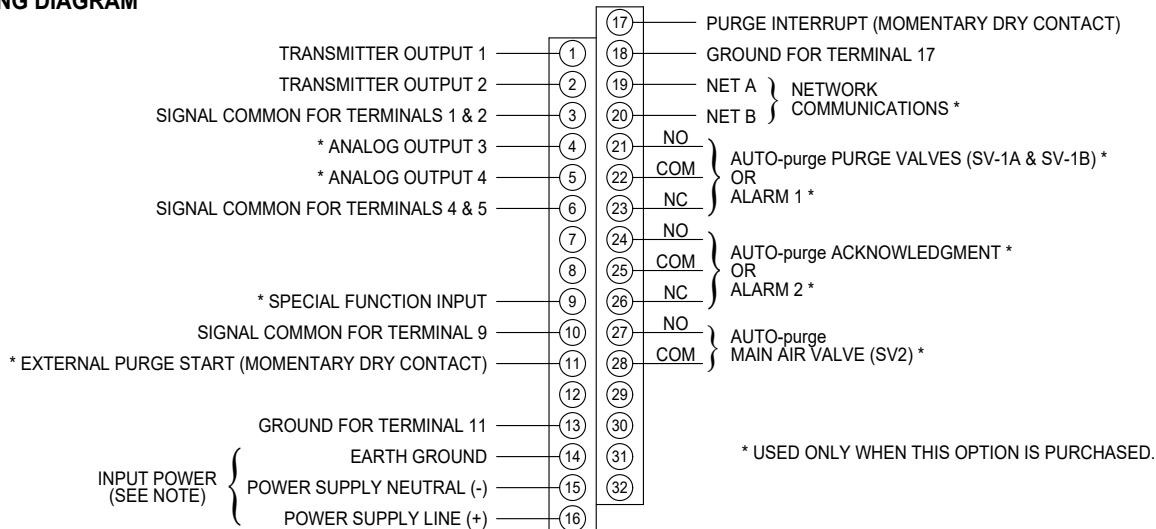 NG DIAGRAM
TRANSMITTER OUTPUT 1
TRANSMITTER OUTPUT 2
SIGNAL COMMON FOR TERMINALS 1 & 2
* ANALOG OUTPUT 3
* ANALOG OUTPUT 4
SIGNAL COMMON FOR TERMINALS 4 & 5
* SPECIAL FUNCTION INPUT
SIGNAL COMMON FOR TERMINAL 9
* EXTERNAL PURGE START (MOMENTARY DRY CONTACT)
GROUND FOR TERMINAL 11
INPUT POWER
(SEE NOTE)
EARTH GROUND
POWER SUPPLY NEUTRAL (-)
POWER SUPPLY LINE (+)
1
2
3
4
5
6
7
8
9
10
11
12
13
14
15
16
17
18
19
20
21
22
23
24
25
26
27
28
29
30
31
32
PURGE INTERRUPT (MOMENTARY DRY CONTACT)
GROUND FOR TERMINAL 17
NET A
NET B
NETWORK
COMMUNICATIONS *
NO
COM
NC
AUTO-purge PURGE VALVES (SV-1A & SV-1B) *
OR
ALARM 1 *
NO
COM
NC
AUTO-purge ACKNOWLEDGMENT *
OR
ALARM 2 *
NO
COM
AUTO-purge
MAIN AIR VALVE (SV2) *
* USED ONLY WHEN THIS OPTION IS PURCHASED.